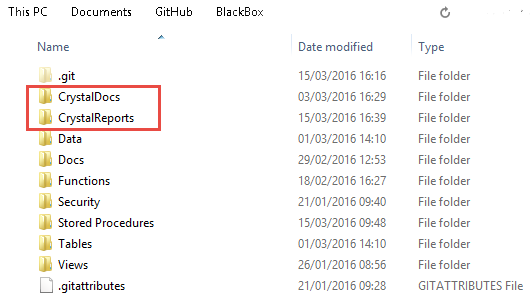 This PC Documents GitHub BlackBox
Name Date modified Type
.git 15/03/2016 16:16 File folder
CrystalDocs 03/03/2016 16:29 File folder
CrystalReports 15/03/2016 16:39 File folder
Data 01/03/2016 14:10 File folder
Docs 29/02/2016 12:53 File folder
Functions 18/02/2016 16:27 File folder
Security 21/01/2016 09:40 File folder
Stored Procedures 15/03/2016 09:48 File folder
Tables 01/03/2016 14:10 File folder
Views 26/01/2016 08:56 File folder
.gitattributes 21/01/2016 09:28 GITATTRIBUTES File